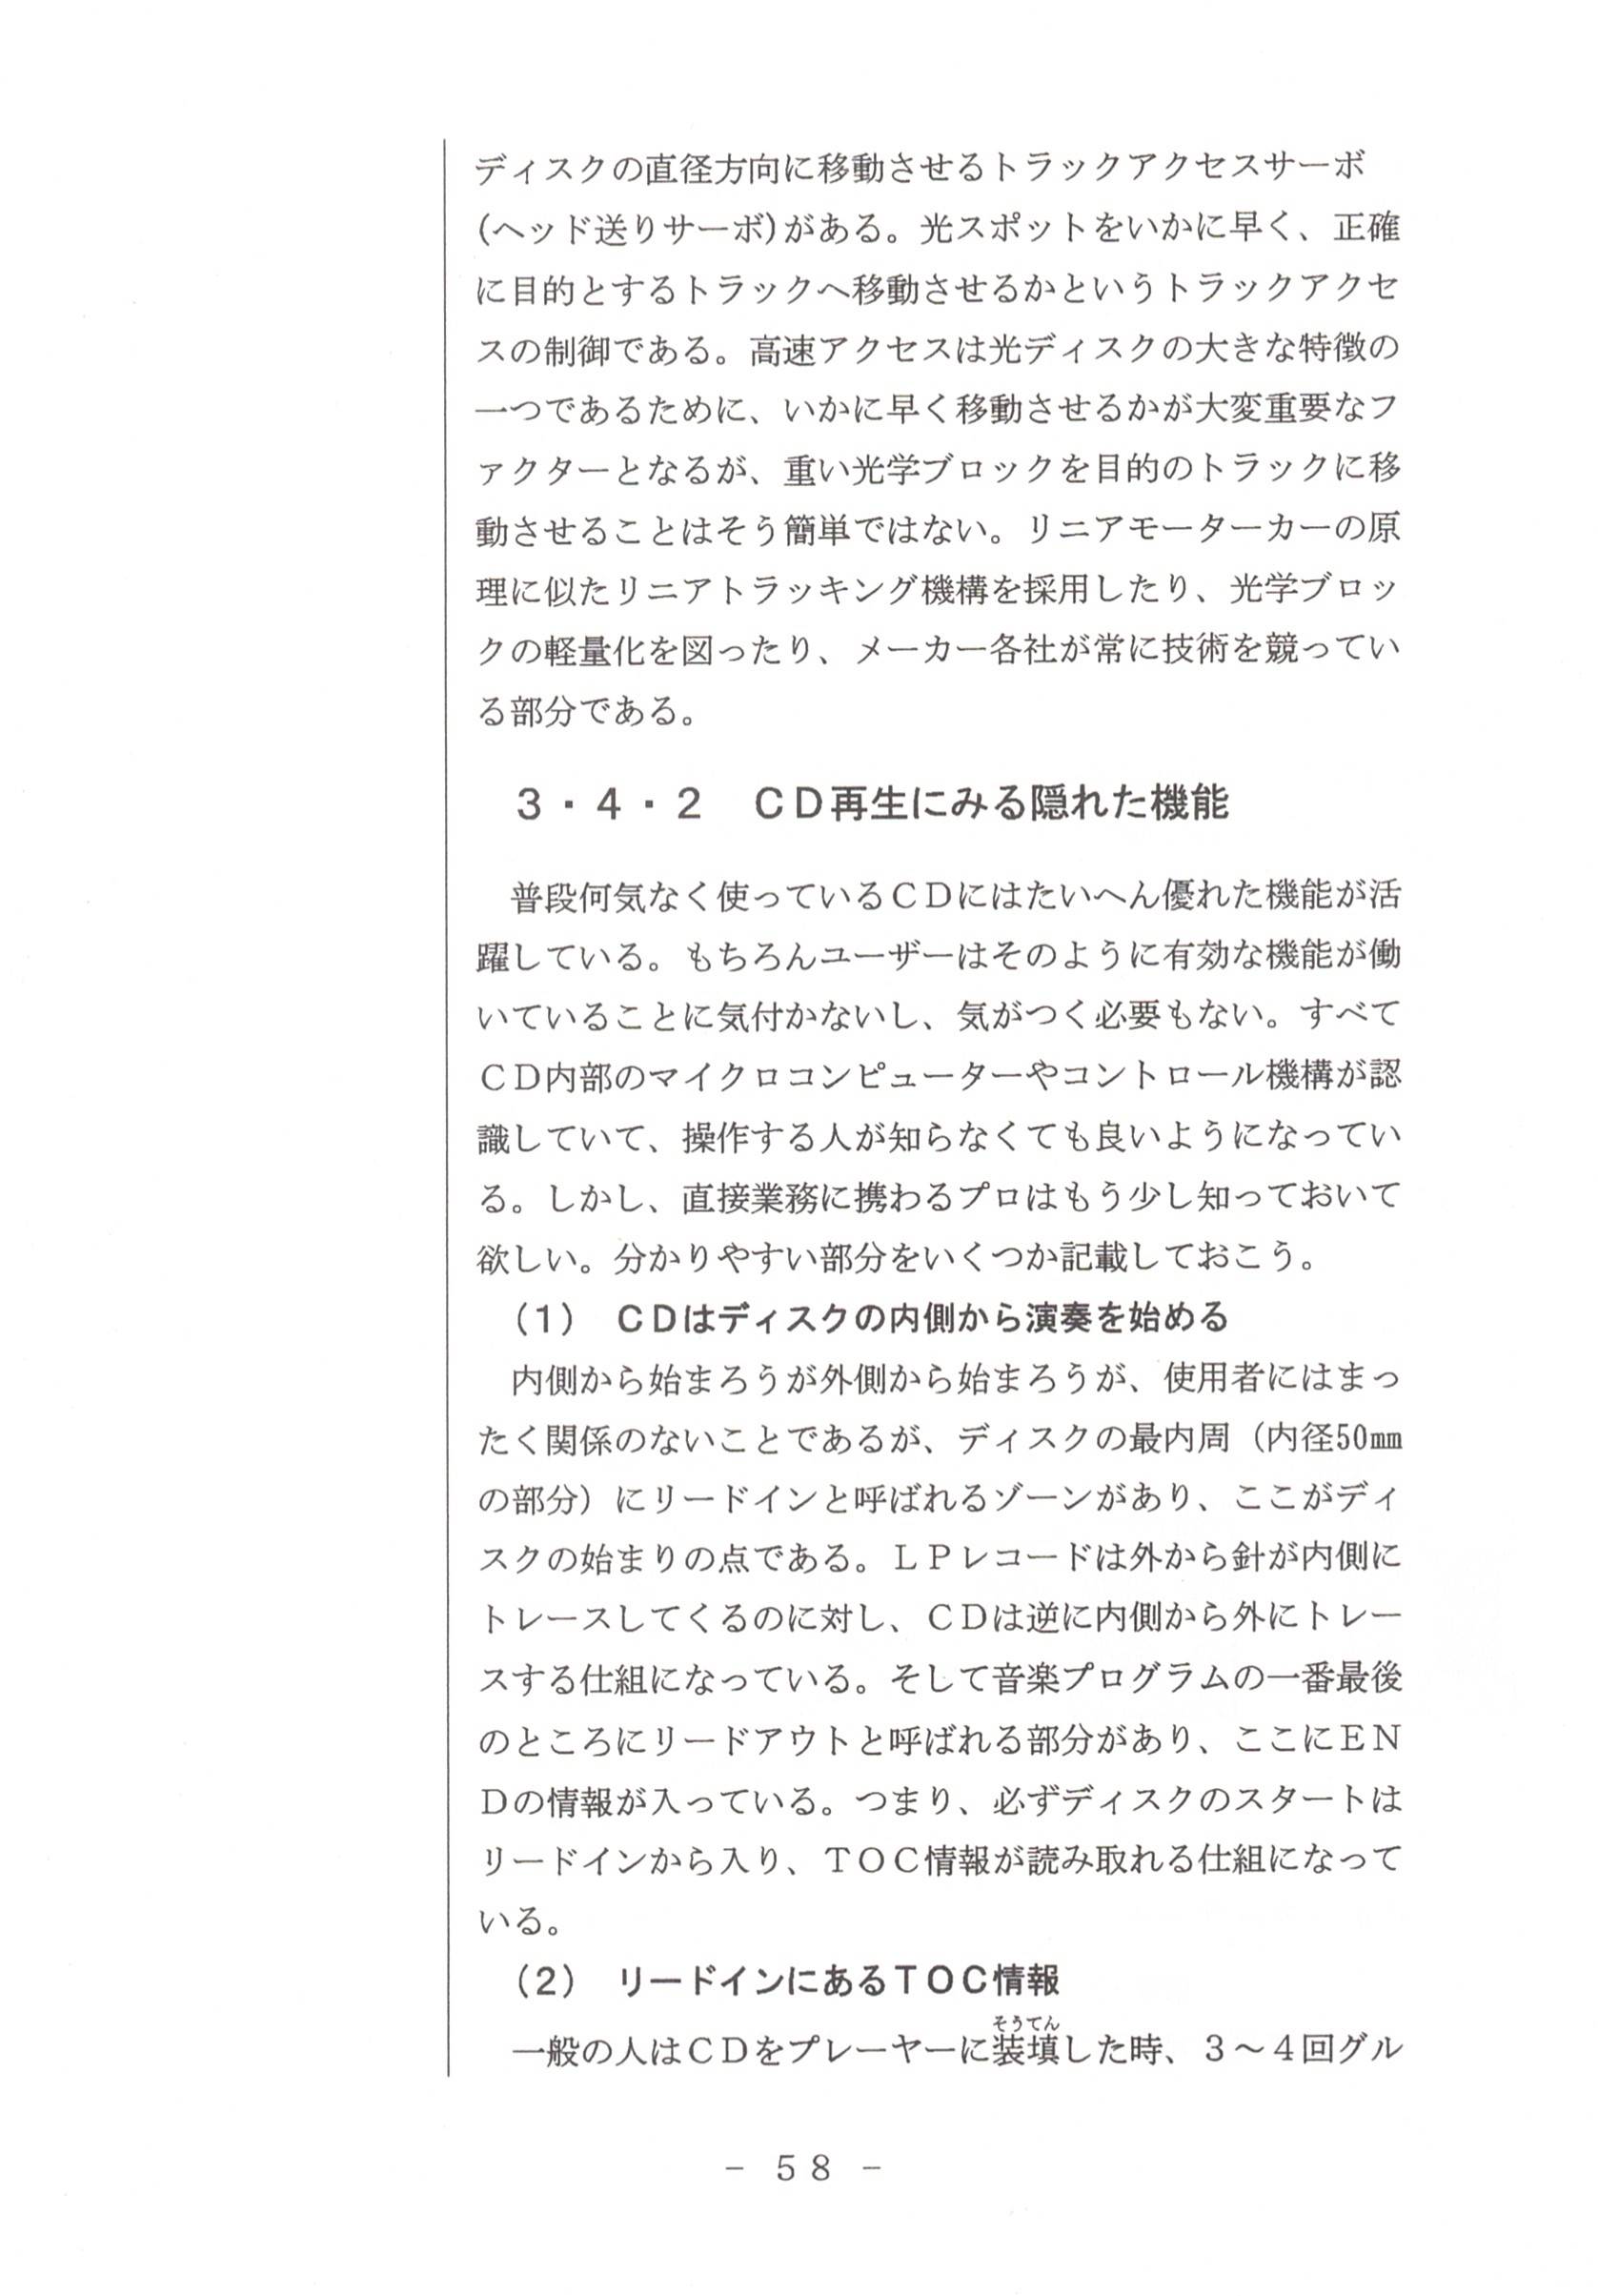 ディスクの直径方向に移動させるトラックアクセスサーボ
(ヘッド送りサーボ)がある。光スポットをいかに早く、正確
に目的とするトラックへ移動させるかというトラックアクセ
スの制御である。高速アクセスは光ディスクの大きな特徴の
一つであるために、いかに早く移動させるかが大変重要なフ
ァクターとなるが、重い光学ブロックを目的のトラックに移
動させることはそう簡単ではない。リニアモーターカーの原
理に似たリニアトラッキング機構を採用したり、光学ブロッ
クの軽量化を図ったり、メーカー各社が常に技術を競ってい
る部分である。
3・4・2　CD再生にみる隠れた機能
普段何気なく使っているCDにはたいへん優れた機能が活
躍している。もちろんユーザーはそのように有効な機能が働
いていることに気付かないし、気がつく必要もない。すべて
CD内部のマイクロコンピューターやコントロール機構が認
識していて、操作する人が知らなくても良いようになってい
る。しかし、直接業務に携わるプロはもう少し知っておいて
欲しい。分かりやすい部分をいくつか記載しておこう。
(1)　CDはディスクの内側から演奏を始める
内側から始まろうが外側から始まろうが、使用者にはまっ
たく関係のないことであるが、ディスクの最内周（内径50㎜
の部分）にリードインと呼ばれるゾーンがあり、ここがディ
スクの始まりの点である。LPレコードは外から針が内側に
トレースしてくるのに対し、CDは逆に内側から外にトレー
スする仕組になっている。そして音楽プログラムの一番最後
のところにリードアウトと呼ばれる部分があり、ここにEN
Dの情報が入っている。つまり、必ずディスクのスタートは
リードインから入り、TOC情報が読み取れる仕組になって
いる。
(2)　リードインにあるTOC情報
そうてん
一般の人はCDをプレーヤーに装填した時、3～4回グル
– 58 –